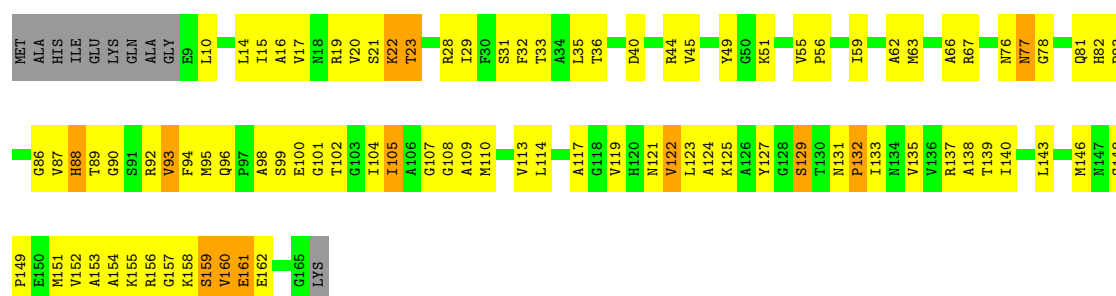 MET ALA HIS ILE GLU LYS GLN ALA GLY E9 L10 L14 I15 A16 V17 N18 R19 V20 S21 K22 T23 R28 I29 F30 S31 F32 T33 A34 L35 T36 D40 R44 V45 Y49 G50 K51 V55 P56 I59 A62 M63 A66 R67 N76 N77 G78 Q81 H82
G86 V87 H88 T89 G90 S91 R92 V93 F94 M95 Q96 P97 A98 S99 E100 G101 T102 G103 I104 I105 A106 G107 G108 A109 M110 V113 L114 A117 G118 V119 H120 N121 V122 L123 A124 K125 A126 Y127 G128 S129 T130 N131 P132 I133 N134 V135 V136 R137 A138 T139 I140 L143 M146 N147
P149 E150 M151 V152 A153 A154 K155 R156 G157 K158 S159 V160 E161 E162 G165 LYS